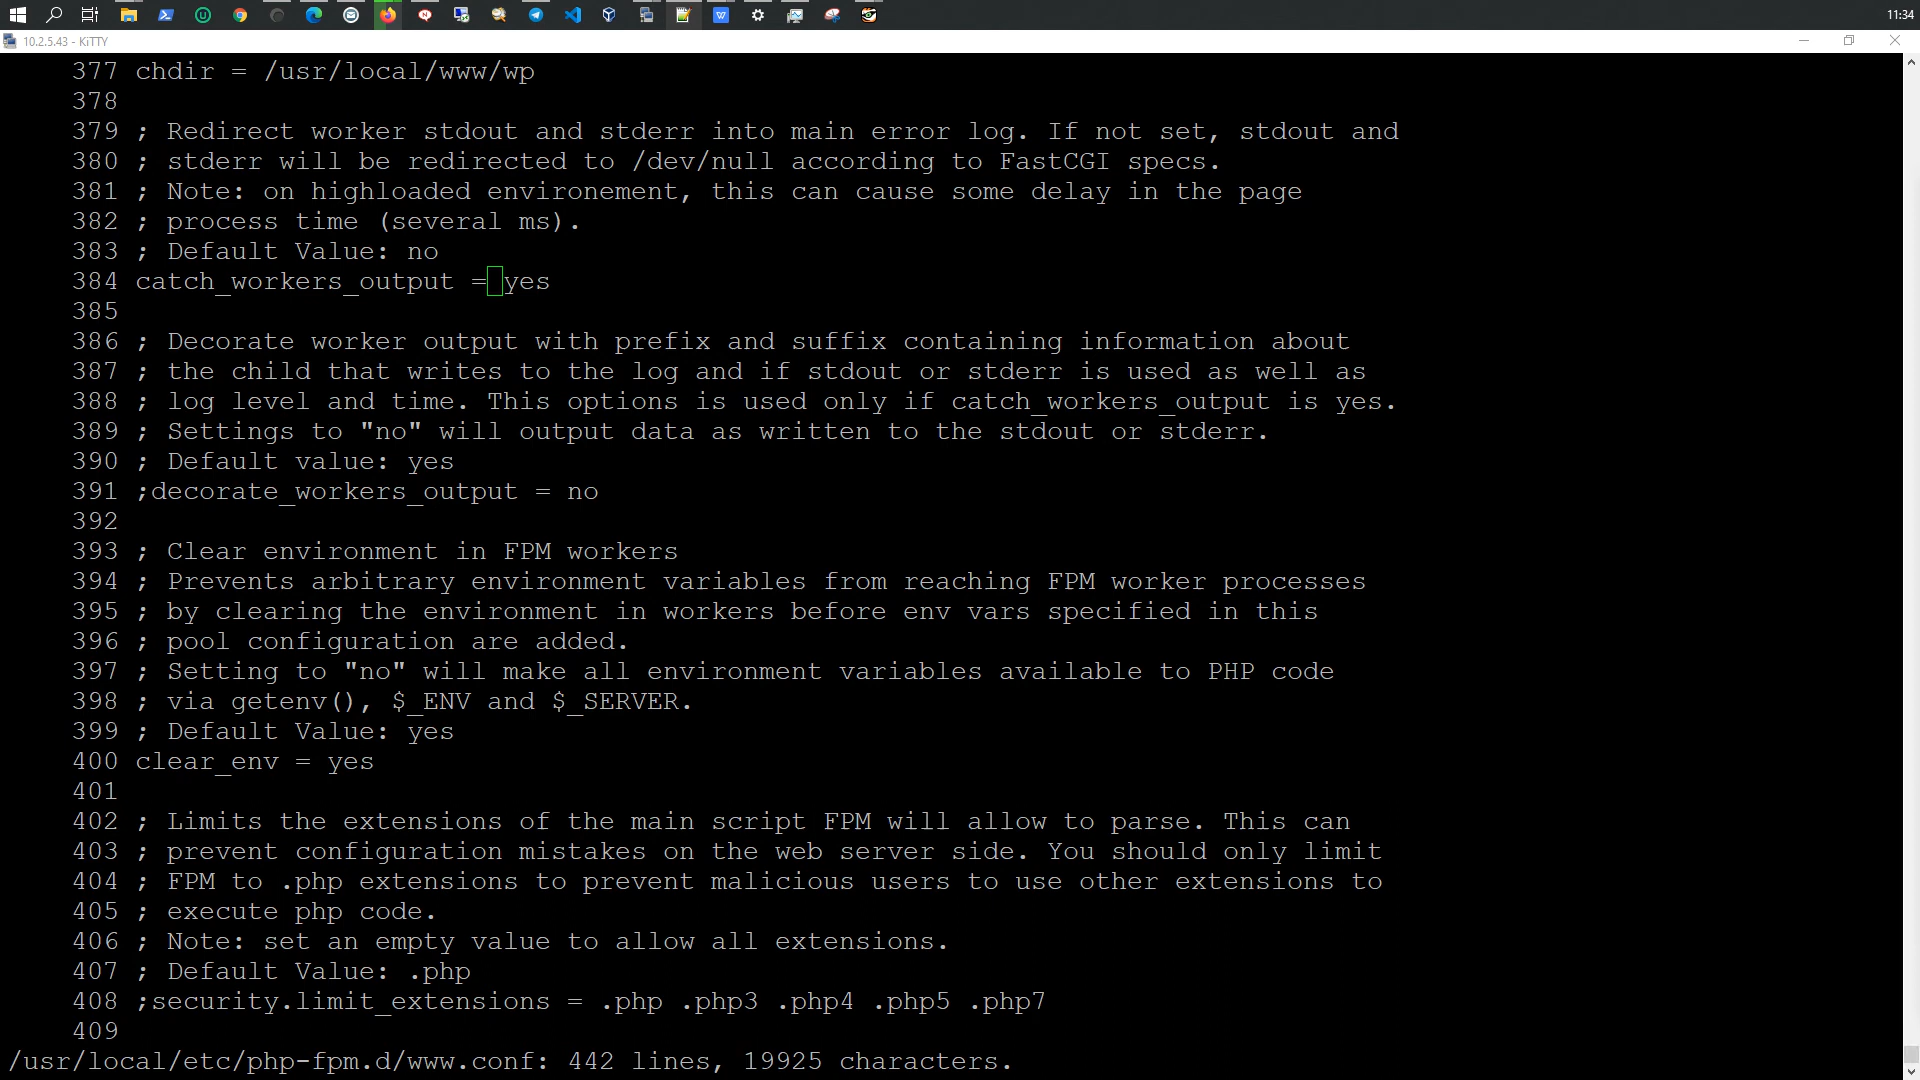 11:34
10.2.5.43 - KiTTY
377 chdir = /usr/local/www/wp
378
379 ; Redirect worker stdout and stderr into main error log. If not set, stdout and
380 ; stderr will be redirected to /dev/null according to FastCGI specs.
381 ; Note: on highloaded environement, this can cause some delay in the page
382 ; process time (several ms).
383 ; Default Value: no
384 catch_workers_output = yes
385
386 ; Decorate worker output with prefix and suffix containing information about
387 ; the child that writes to the log and if stdout or stderr is used as well as
388 ; log level and time. This options is used only if catch_workers_output is yes.
389 ; Settings to "no" will output data as written to the stdout or stderr.
390 ; Default value: yes
391 ;decorate_workers_output = no
392
393 ; Clear environment in FPM workers
394 ; Prevents arbitrary environment variables from reaching FPM worker processes
395 ; by clearing the environment in workers before env vars specified in this
396 ; pool configuration are added.
397 ; Setting to "no" will make all environment variables available to PHP code
398 ; via getenv(), $_ENV and $_SERVER.
399 ; Default Value: yes
400 clear_env = yes
401
402 ; Limits the extensions of the main script FPM will allow to parse. This can
403 ; prevent configuration mistakes on the web server side. You should only limit
404 ; FPM to .php extensions to prevent malicious users to use other extensions to
405 ; execute php code.
406 ; Note: set an empty value to allow all extensions.
407 ; Default Value: .php
408 ;security.limit_extensions = .php .php3 .php4 .php5 .php7
409
/usr/local/etc/php-fpm.d/www.conf: 442 lines, 19925 characters.